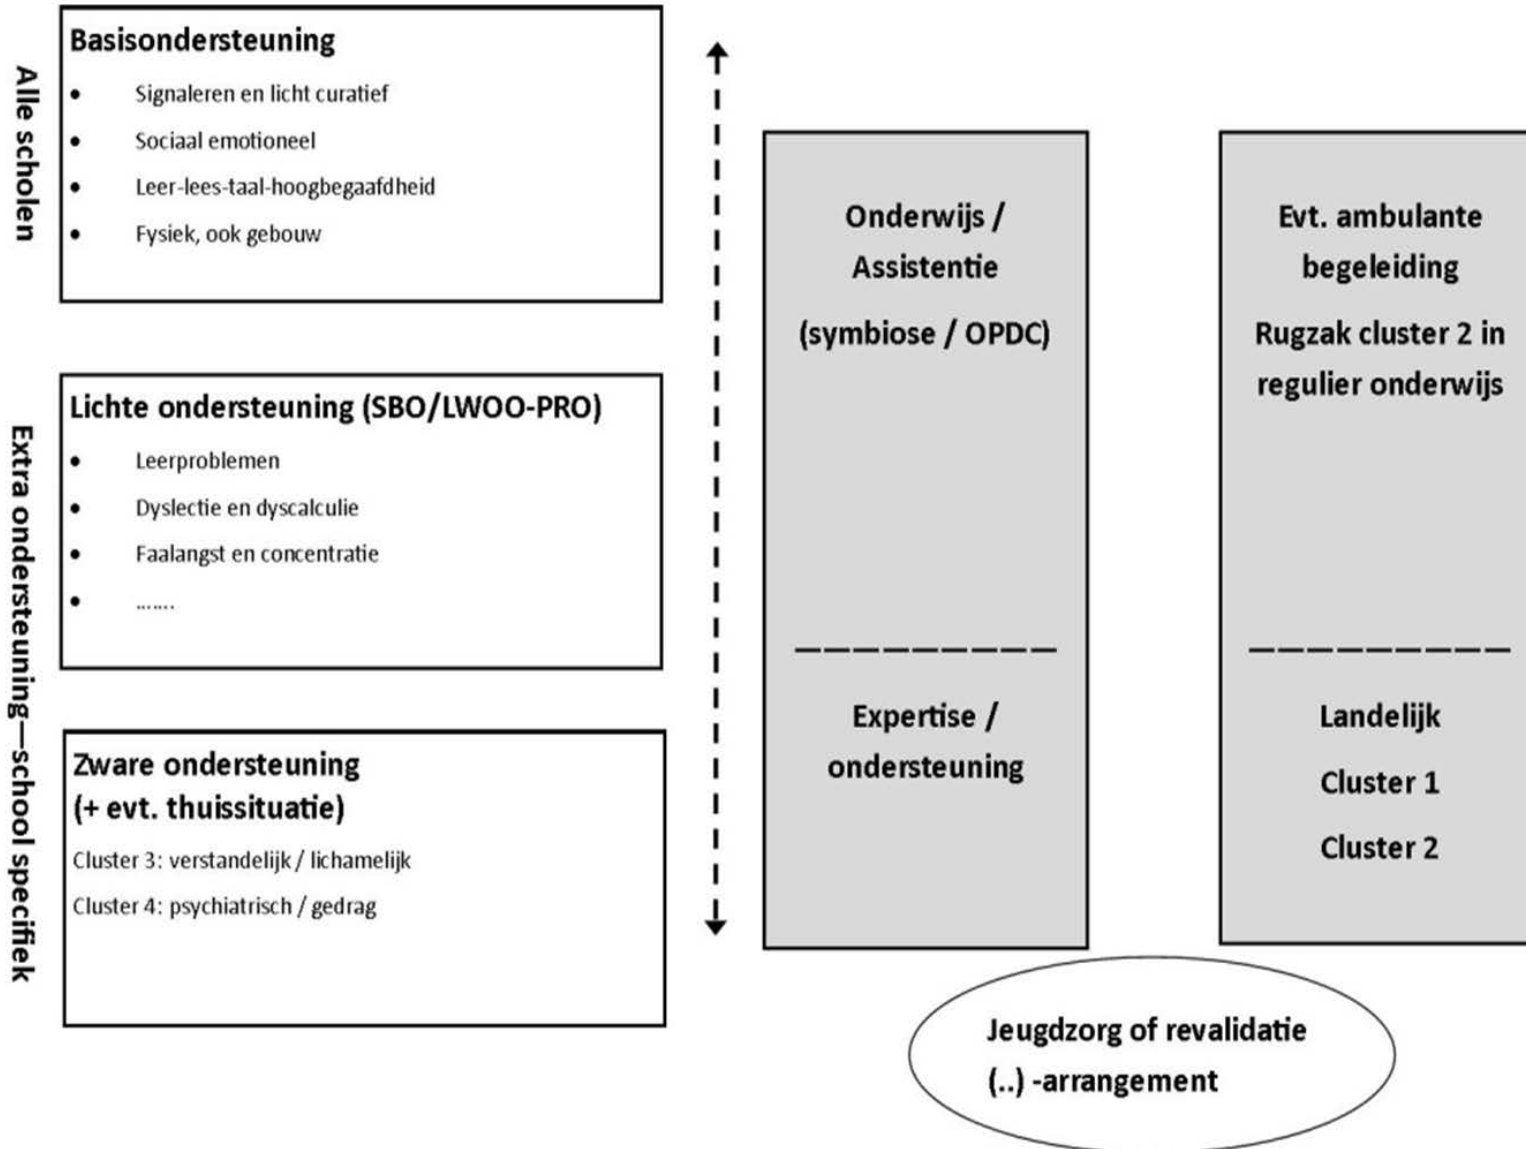 Alle scholen
Basisondersteuning
• Signaleren en licht curatief
• Sociaal emotioneel
• Leer-lees-taal-hoogbegaafdheid
• Fysiek, ook gebouw
Extra ondersteuning—school specifiek
Lichte ondersteuning (SBO/LWOO-PRO)
• Leerproblemen
• Dyslectie en dyscalculie
• Faalangst en concentratie
• .......
Zware ondersteuning
(+ evt. thuissituatie)
Cluster 3: verstandelijk / lichamelijk
Cluster 4: psychiatrisch / gedrag
Onderwijs /
Assistentie
(symbiose / OPDC)
Expertise /
ondersteuning
Evt. ambulante
begeleiding
Rugzak cluster 2 in
regulier onderwijs
Landelijk
Cluster 1
Cluster 2
Jeugdzorg of revalidatie
(..) -arrangement